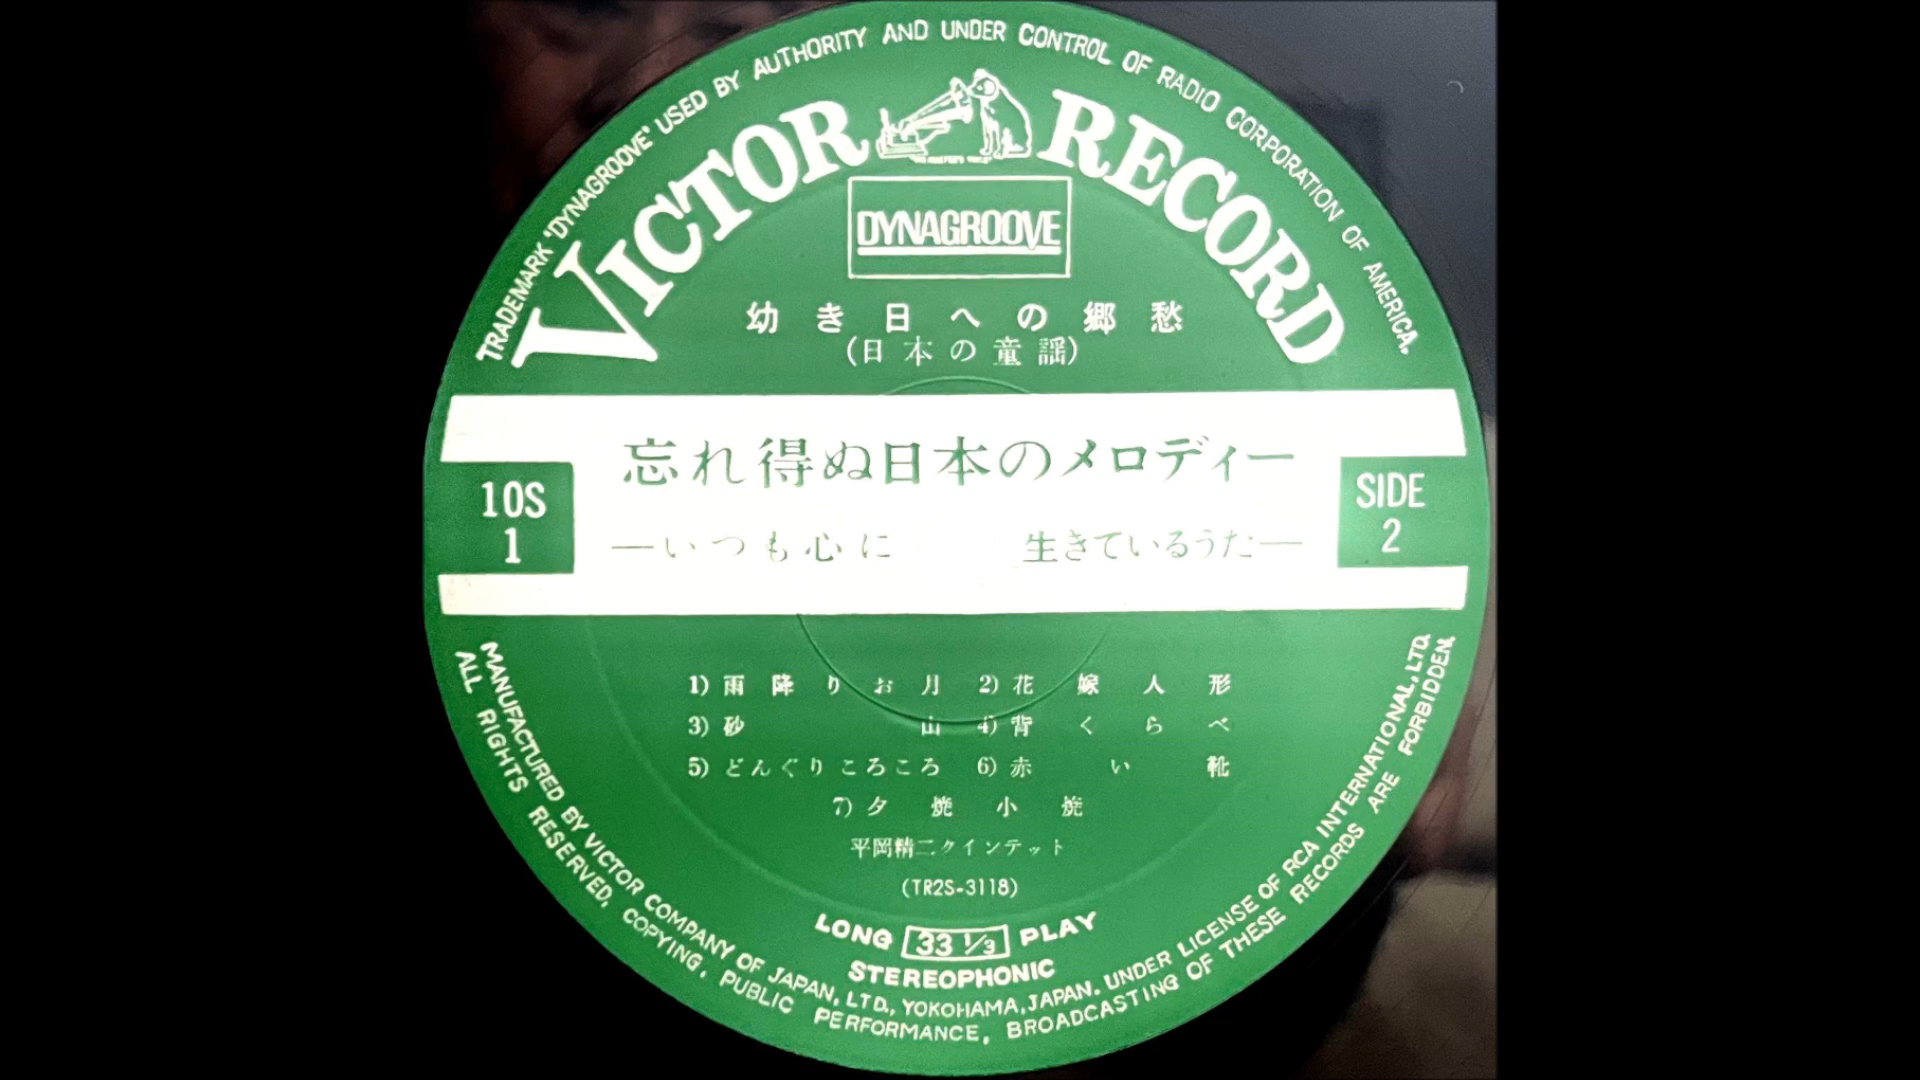 TRADEMARK 'DYNAGROOVE' USED BY AUTHORITY AND UNDER CONTROL OF RADIO CORPORATION OF AMERICA.
VICTOR RECORD
DYNAGROOVE
幼き日への郷愁
(日本の童謡)
忘れ得ぬ日本のメロディー
10S
1
SIDE
2
―いつも心に 生きているうた―
1) 雨降りお月 2) 花嫁人形
3) 砂山 4) 背くらべ
5) どんぐりころころ 6) 赤い靴
7) 夕焼小焼
平岡精二クインテット
(TR2S-3118)
LONG 33 1/3 PLAY
STEREOPHONIC
MANUFACTURED BY VICTOR COMPANY OF JAPAN, LTD., YOKOHAMA, JAPAN. UNDER LICENSE OF RCA INTERNATIONAL, LTD.
ALL RIGHTS RESERVED, COPYING, PUBLIC PERFORMANCE, BROADCASTING OF THESE RECORDS ARE FORBIDDEN.